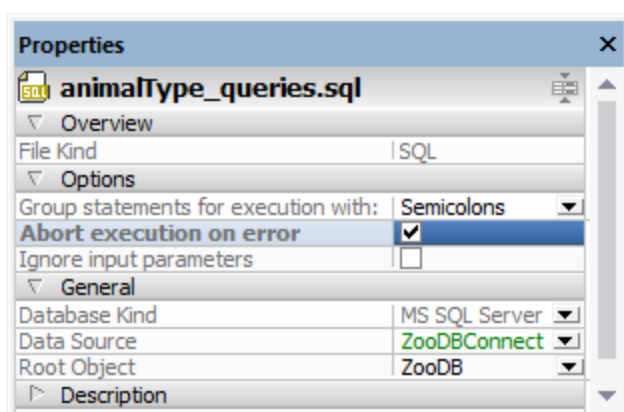 Properties
animalType_queries.sql
Overview
File Kind SQL
Options
Group statements for execution with: Semicolons
Abort execution on error
Ignore input parameters
General
Database Kind MS SQL Server
Data Source ZooDBConnect
Root Object ZooDB
Description